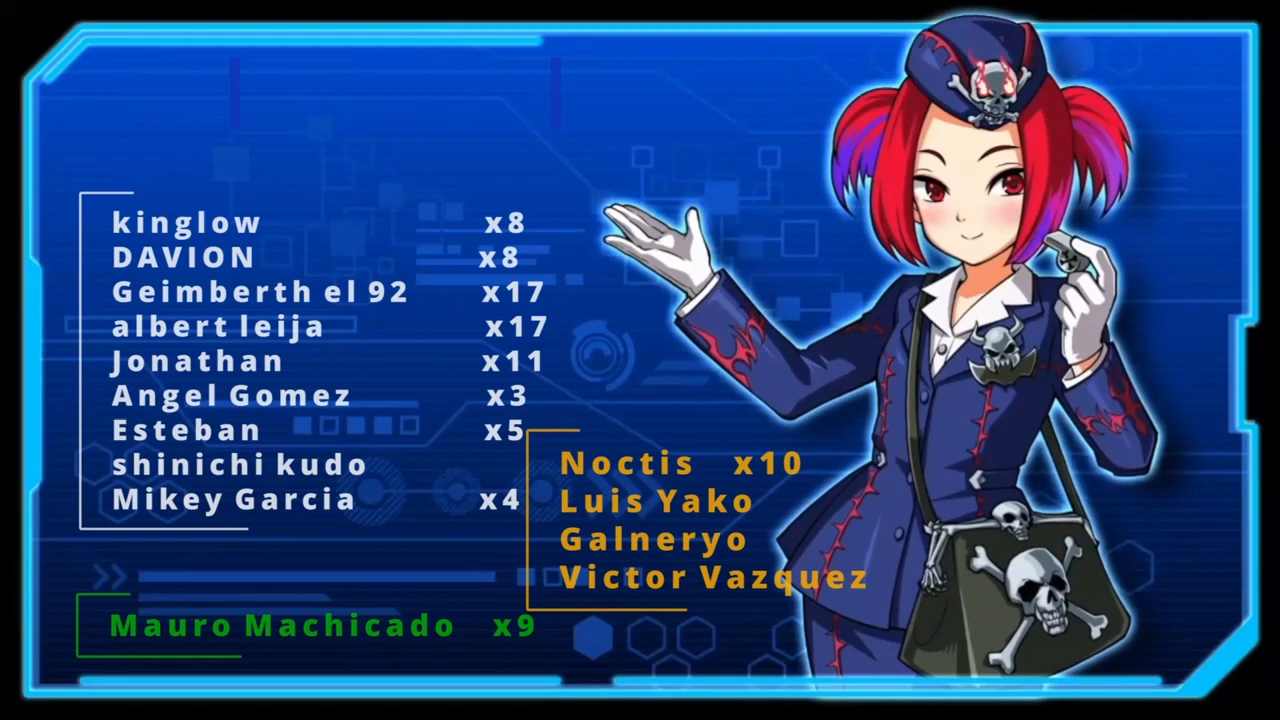 kinglow x8
DAVION x8
Geimberth el 92 x17
albert leija x17
Jonathan x11
Angel Gomez x3
Esteban x5
shinichi kudo
Mikey Garcia x4
Noctis x10
Luis Yako
Galneryo
Victor Vazquez
Mauro Machicado x9